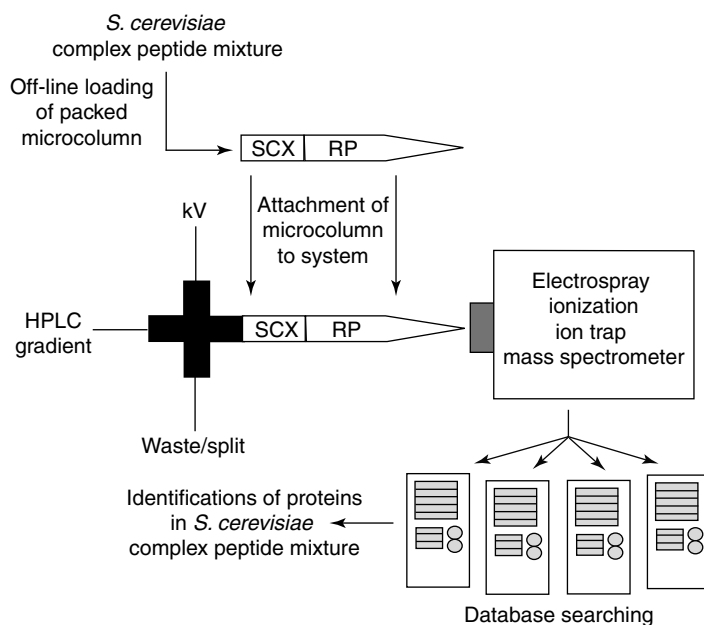 S. cerevisiae
complex peptide mixture
Off-line loading
of packed
microcolumn
SCX RP
Attachment of
microcolumn
to system
kV
HPLC
gradient
SCX RP
Waste/split
Electrospray
ionization
ion trap
mass spectrometer
Identifications of proteins
in S. cerevisiae
complex peptide mixture
Database searching